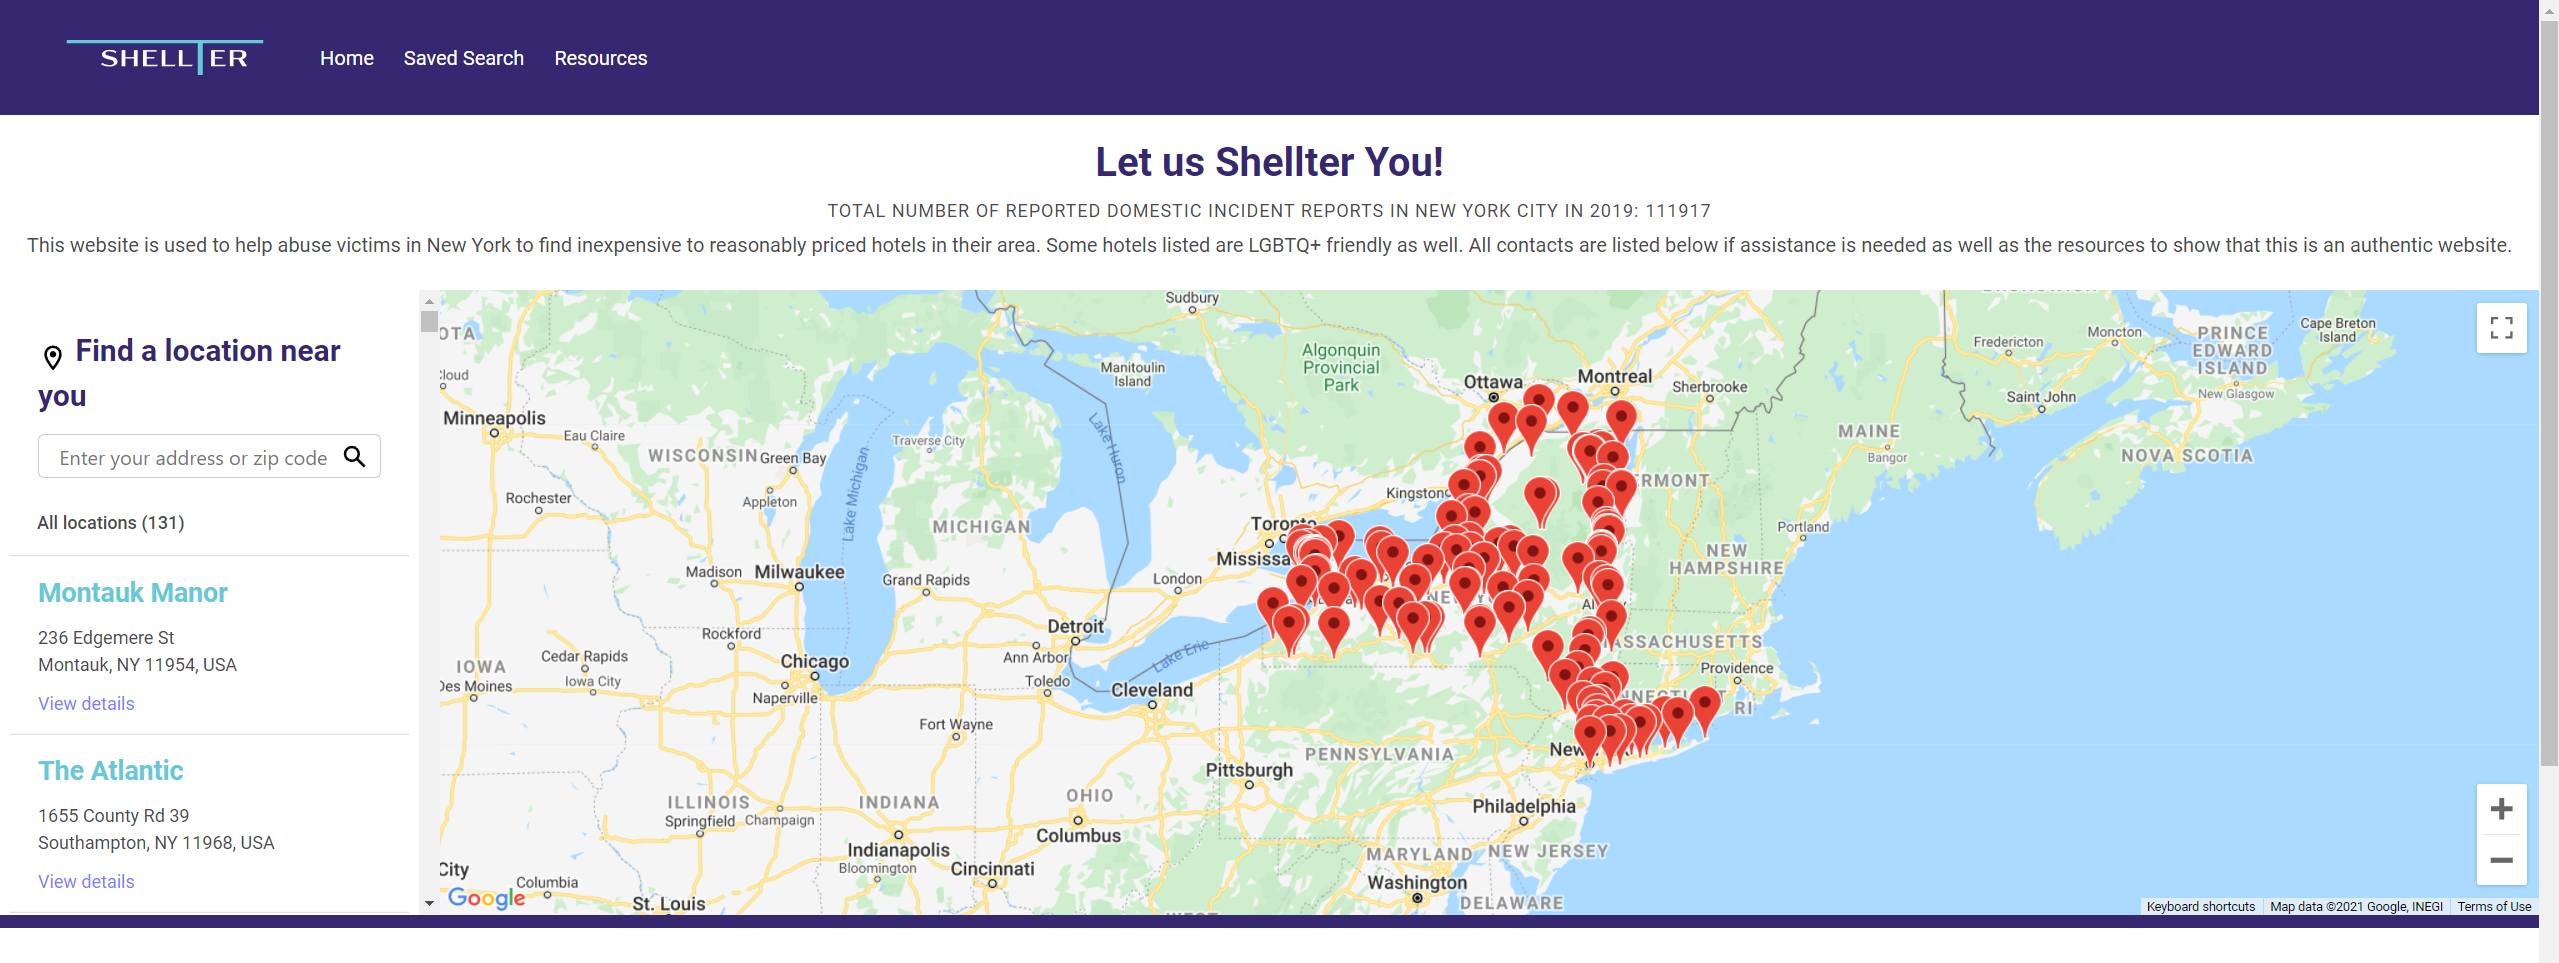 SHELLTER
Home Saved Search Resources
Let us Shellter You!
TOTAL NUMBER OF REPORTED DOMESTIC INCIDENT REPORTS IN NEW YORK CITY IN 2019: 111917
This website is used to help abuse victims in New York to find inexpensive to reasonably priced hotels in their area. Some hotels listed are LGBTQ+ friendly as well. All contacts are listed below if assistance is needed as well as the resources to show that this is an authentic website.
Find a location near
you
Enter your address or zip code
All locations (131)
Montauk Manor
236 Edgemere St
Montauk, NY 11954, USA
View details
The Atlantic
1655 County Rd 39
Southampton, NY 11968, USA
View details
Sudbury
OTA
Algonquin
Provincial
Park
Manitoulin
Island
Cloud
Ottawa
Montreal
Sherbrooke
Fredericton
Moncton
PRINCE
EDWARD
ISLAND
Cape Breton
Island
New Glasgow
Saint John
Minneapolis
Eau Claire
WISCONSIN
Green Bay
Traverse City
Lake Huron
Lake Michigan
MAINE
Bangor
NOVA SCOTIA
Rochester
Appleton
MICHIGAN
Kingston
ERMONT
Toronto
Mississa
Portland
NEW
HAMPSHIRE
Madison
Milwaukee
Grand Rapids
London
Rockford
Detroit
Lake Erie
ASSACHUSETTS
Providence
IOWA
Des Moines
Cedar Rapids
Iowa City
Chicago
Naperville
Ann Arbor
Toledo
Cleveland
NNECTICUT
RI
Fort Wayne
New
PENNSYLVANIA
Pittsburgh
ILLINOIS
Springfield
Champaign
INDIANA
OHIO
Columbus
Philadelphia
Indianapolis
Bloomington
Cincinnati
MARYLAND
NEW JERSEY
City
Columbia
St. Louis
Washington
DELAWARE
Google
Keyboard shortcuts Map data ©2021 Google, INEGI Terms of Use